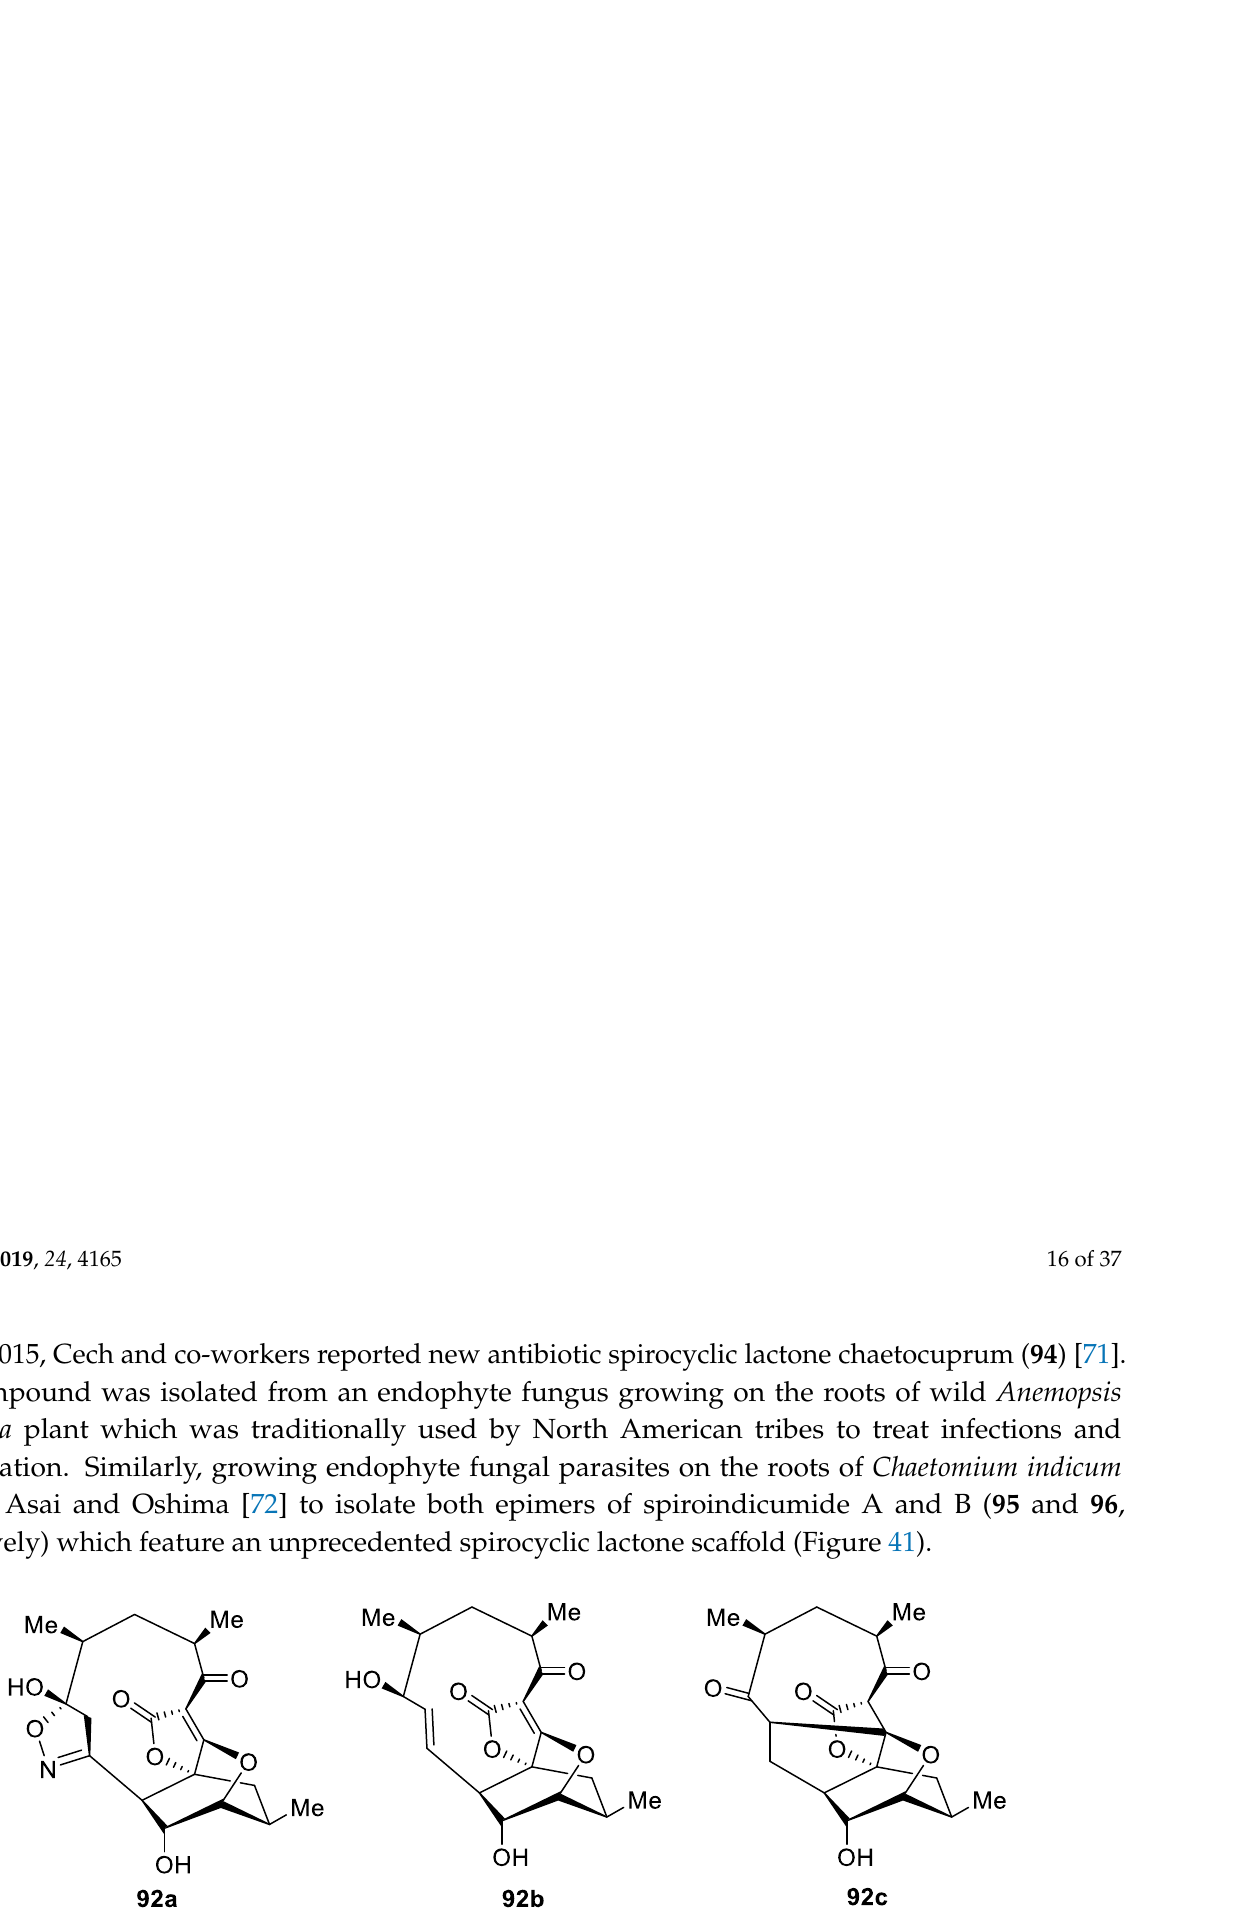 019, 24, 4165 16 of 37
015, Cech and co-workers reported new antibiotic spirocyclic lactone chaetocuprum (94) [71].
mpound was isolated from an endophyte fungus growing on the roots of wild Anemopsis
a plant which was traditionally used by North American tribes to treat infections and
ation. Similarly, growing endophyte fungal parasites on the roots of Chaetomium indicum
Asai and Oshima [72] to isolate both epimers of spiroindicumide A and B (95 and 96,
vely) which feature an unprecedented spirocyclic lactone scaffold (Figure 41).
Me Me HO O O O O N O Me OH
92a
Me Me HO O O O O Me OH
92b
Me Me O O O O O Me OH
92c